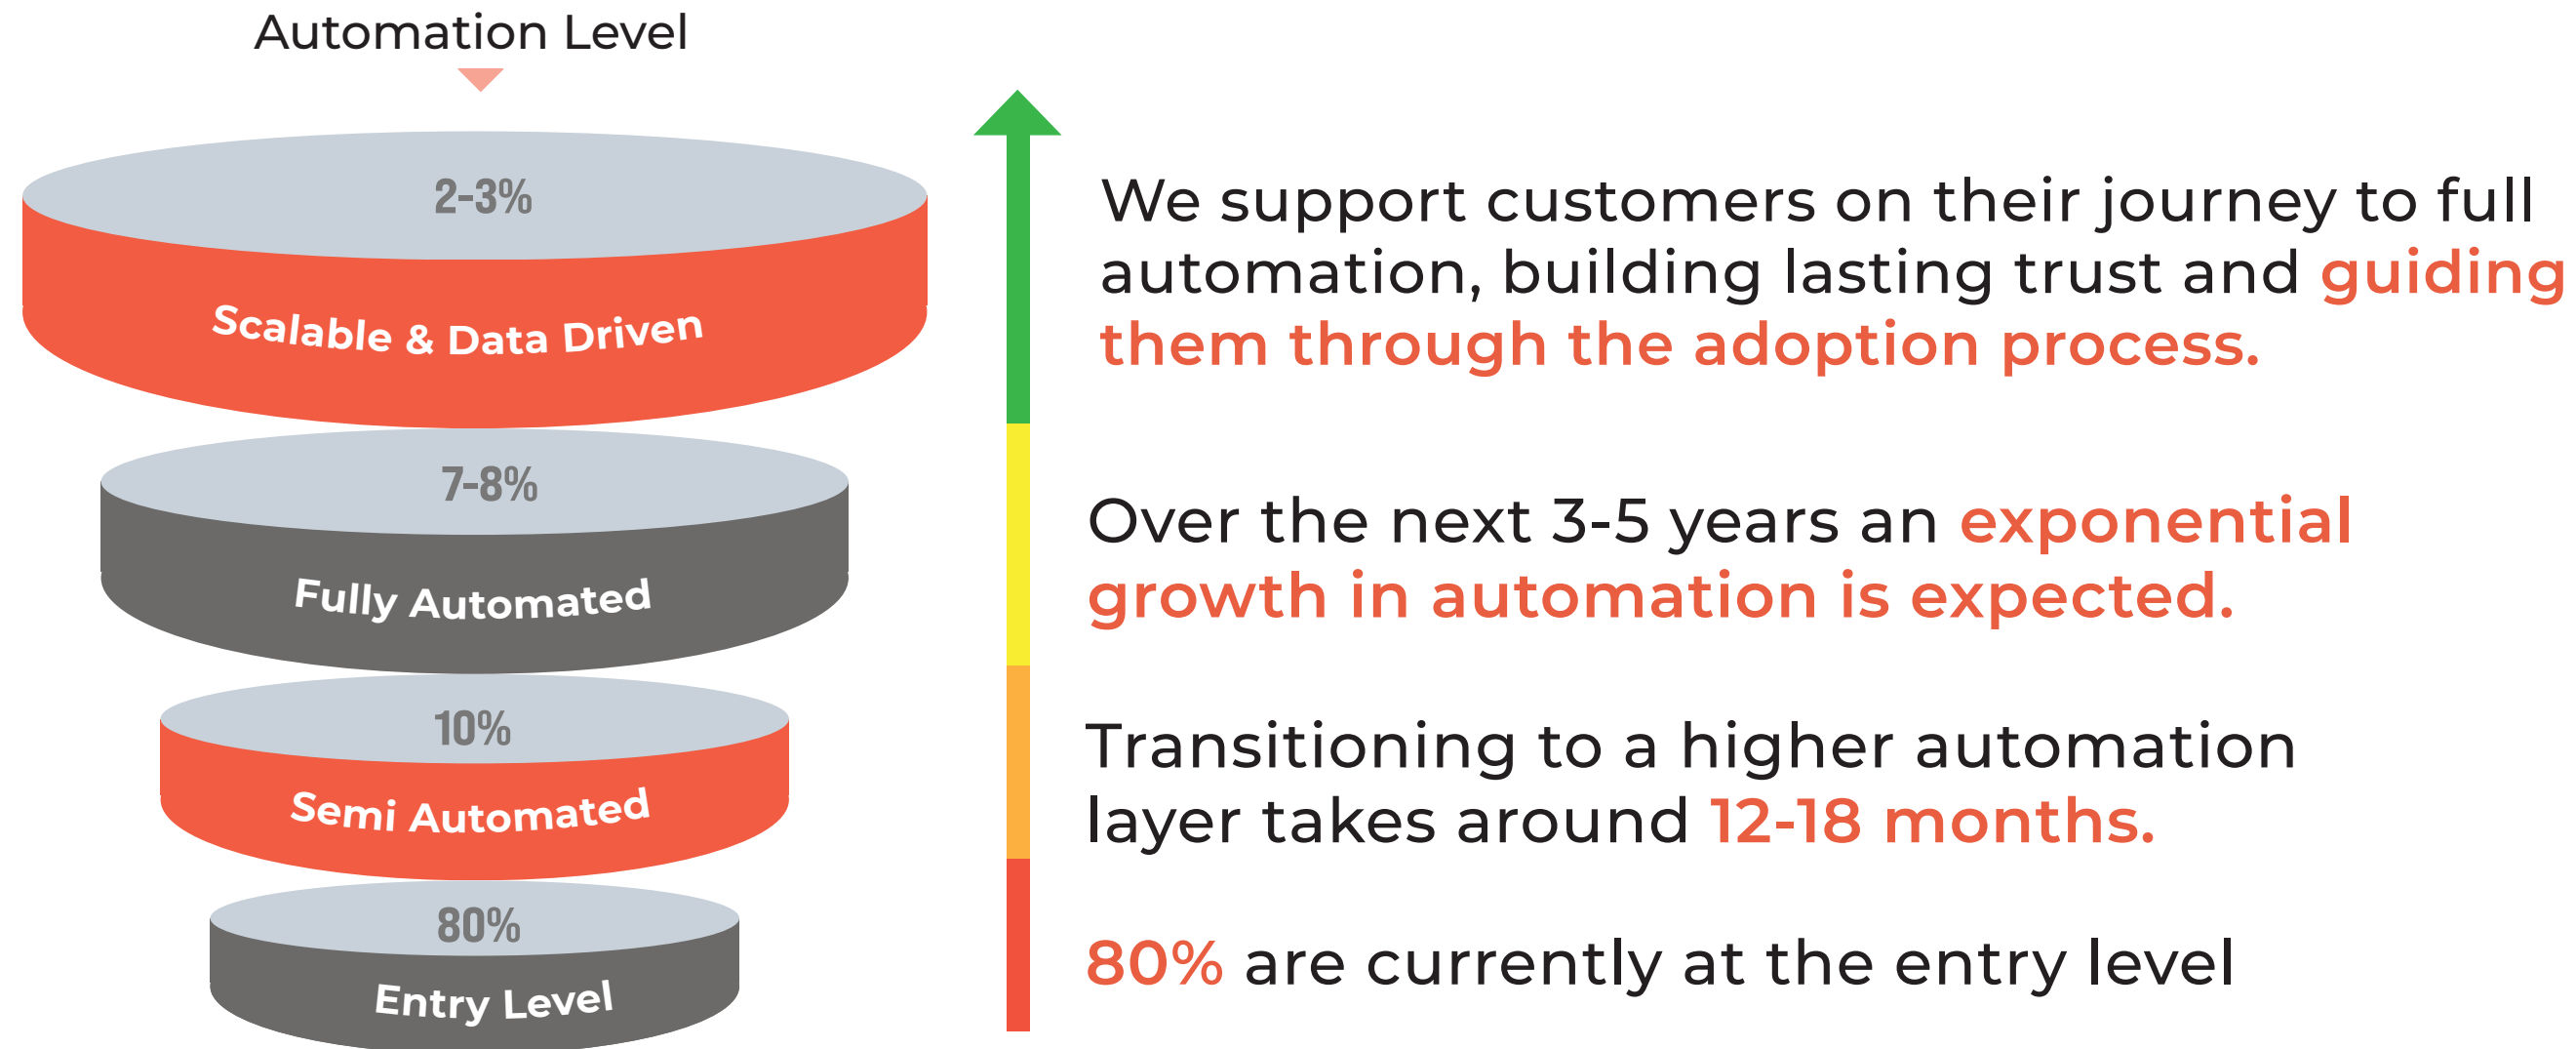 Automation Level
2-3%
Scalable & Data Driven
7-8%
Fully Automated
10%
Semi Automated
80%
Entry Level
We support customers on their journey to full
automation, building lasting trust and guiding
them through the adoption process.
Over the next 3-5 years an exponential
growth in automation is expected.
Transitioning to a higher automation
layer takes around 12-18 months.
80% are currently at the entry level